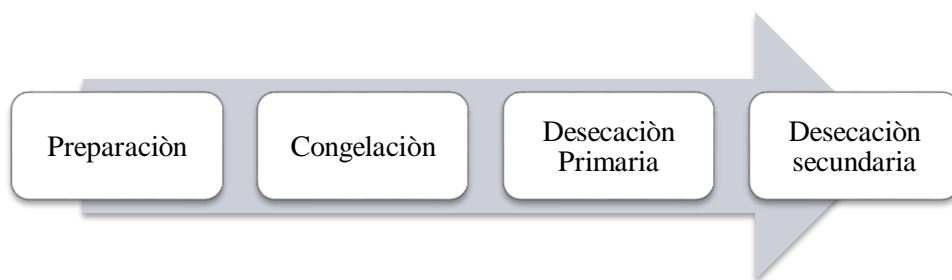 Preparaciòn
Congelaciòn
Desecaciòn
Primaria
Desecaciòn
secundaria